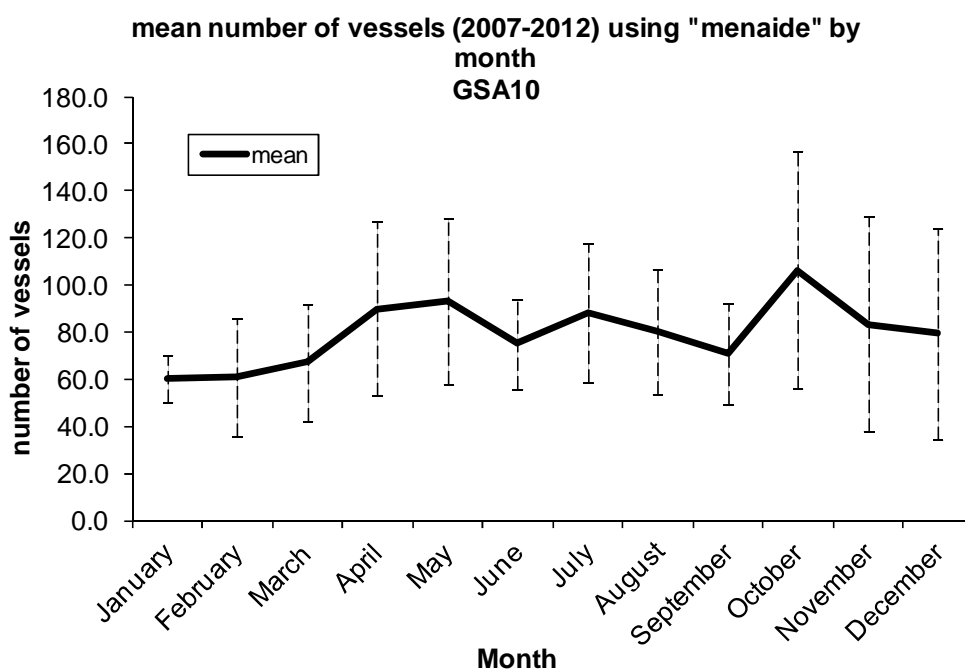 mean number of vessels (2007-2012) using "menaide" by
month
GSA10
180.0
160.0
140.0
120.0
100.0
80.0
60.0
40.0
20.0
0.0
number of vessels
mean
January
February
March
April
May
June
July
August
September
October
November
December
Month